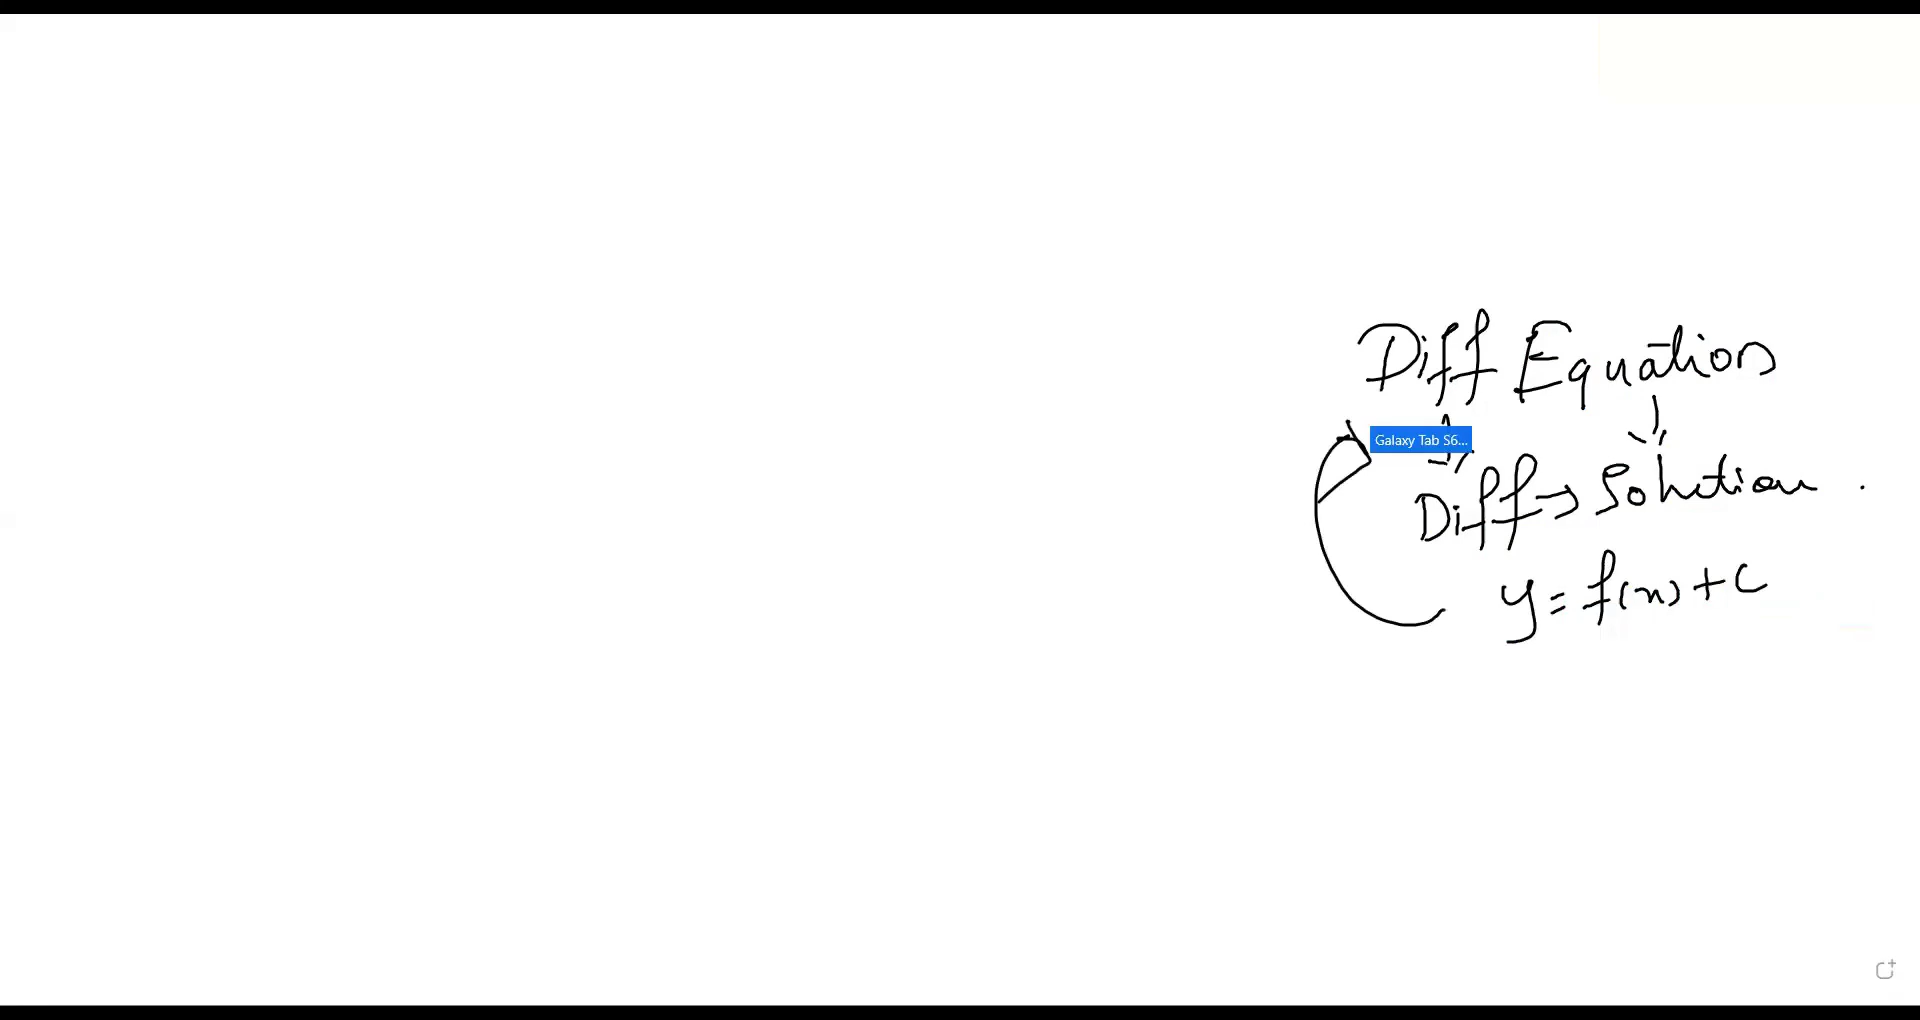 Diff Equation
Galaxy Tab S6...
Diff → Solution .
y = f(x) + c